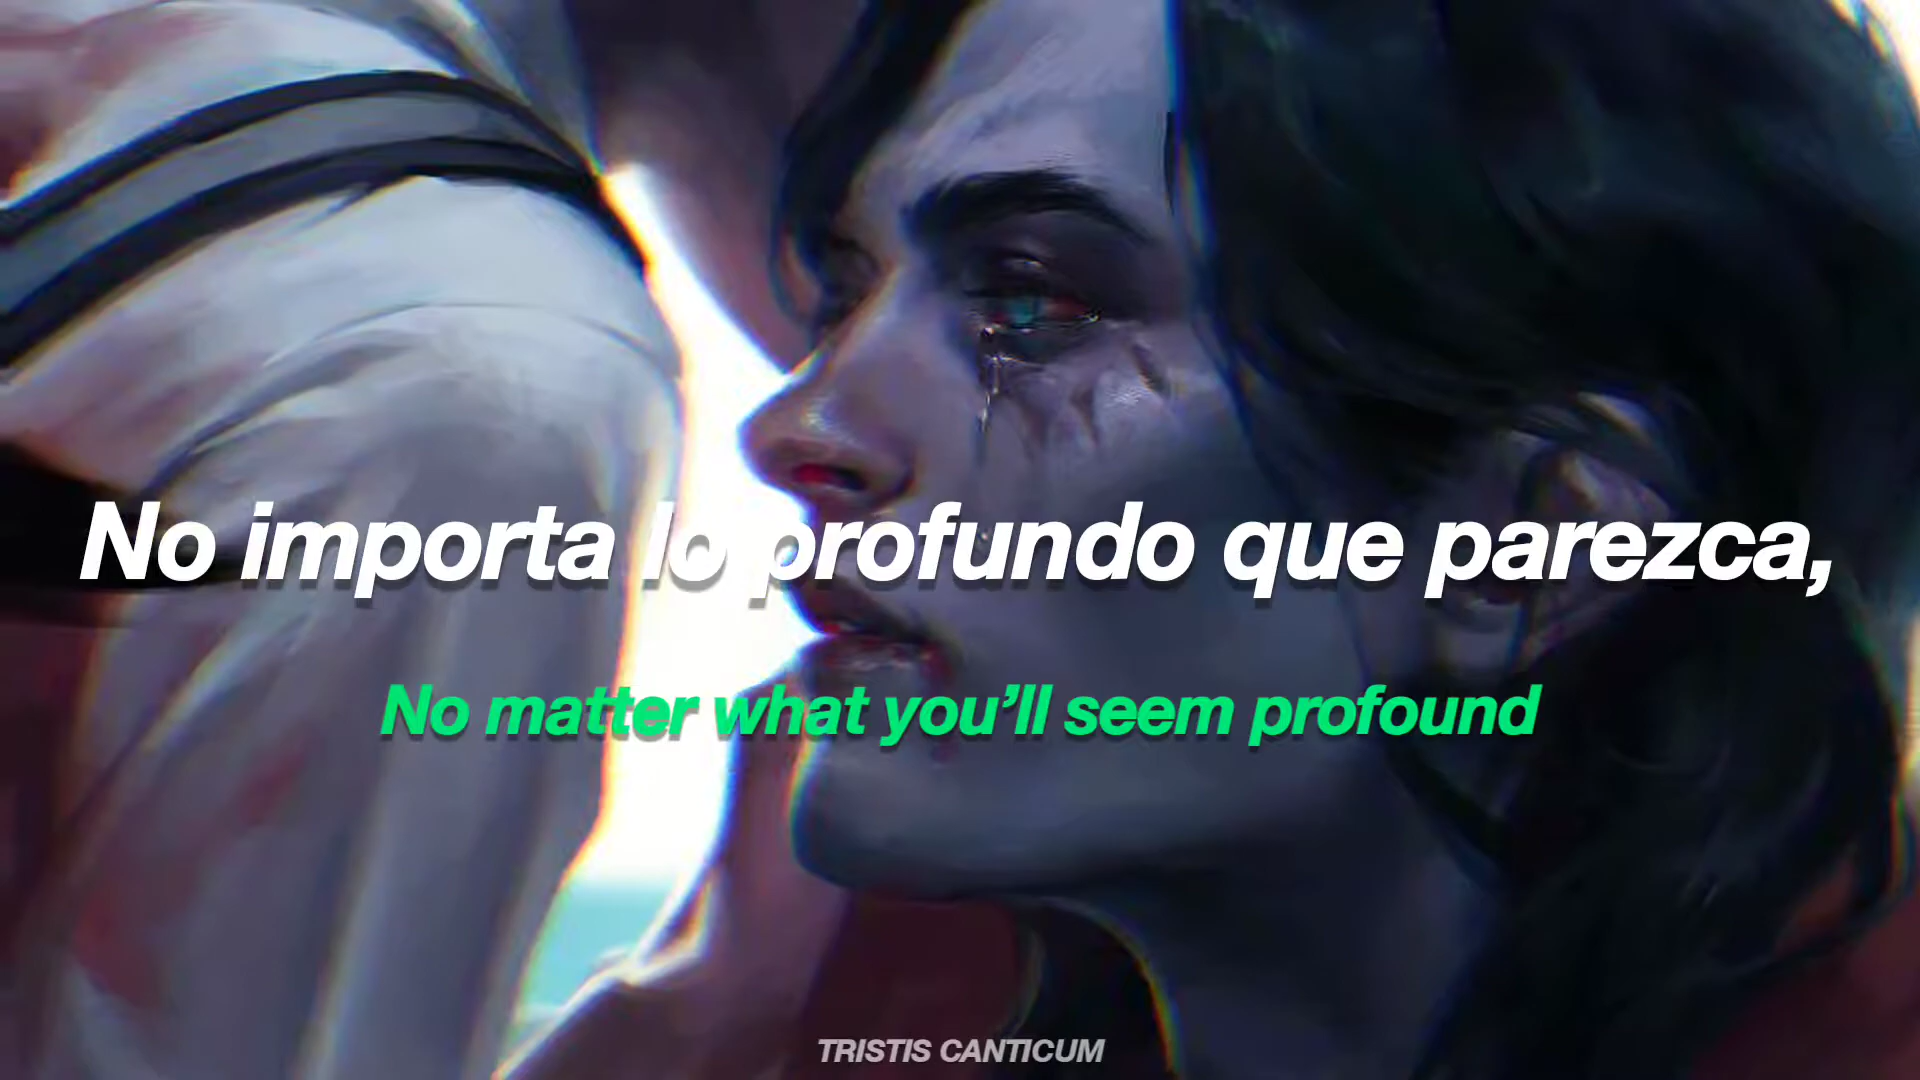 No importa lo profundo que parezca,
No matter what you’ll seem profound
TRISTIS CANTICUM